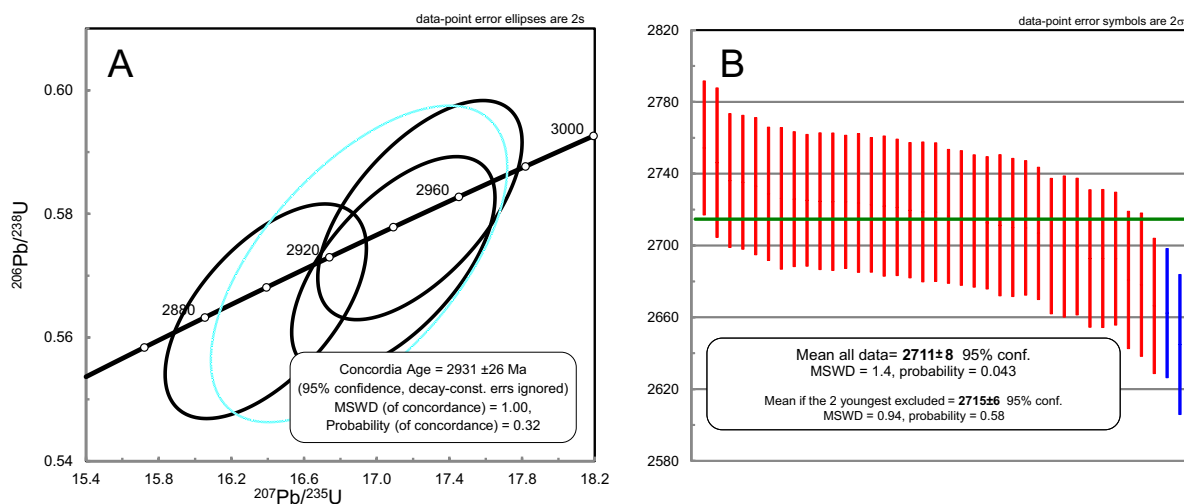 data-point error ellipses are 2s
A
0.60
0.58
0.56
0.54
206Pb/238U
3000
2960
2920
2880
Concordia Age = 2931 ±26 Ma
(95% confidence, decay-const. errs ignored)
MSWD (of concordance) = 1.00,
Probability (of concordance) = 0.32
15.4 15.8 16.2 16.6 17.0 17.4 17.8 18.2
207Pb/235U
data-point error symbols are 2σ
B
2820
2780
2740
2700
2660
2620
2580
Mean all data= 2711±8 95% conf.
MSWD = 1.4, probability = 0.043
Mean if the 2 youngest excluded = 2715±6 95% conf.
MSWD = 0.94, probability = 0.58